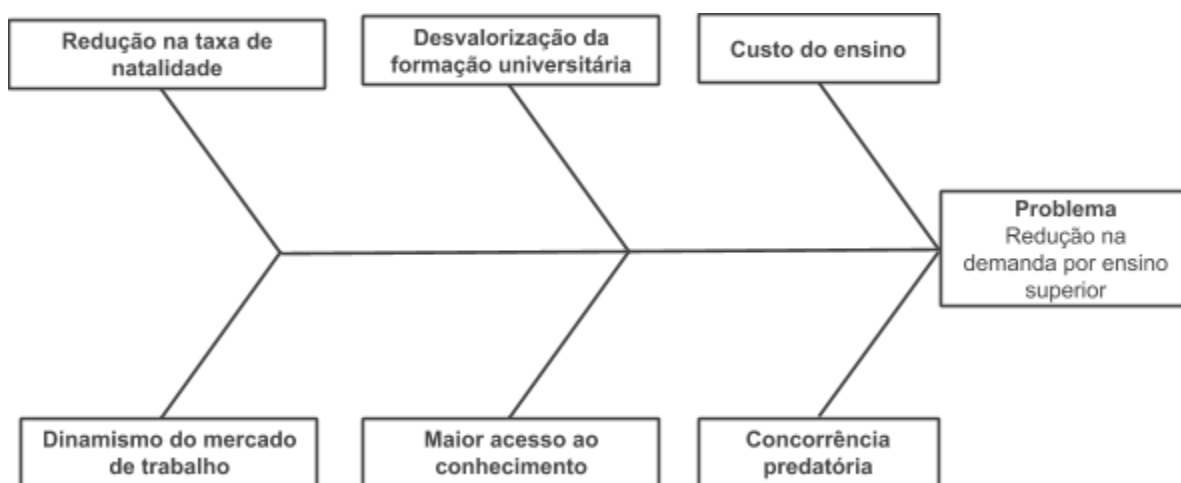 Redução na taxa de
natalidade
Desvalorização da
formação universitária
Custo do ensino
Problema
Redução na
demanda por ensino
superior
Dinamismo do mercado
de trabalho
Maior acesso ao
conhecimento
Concorrência
predatória